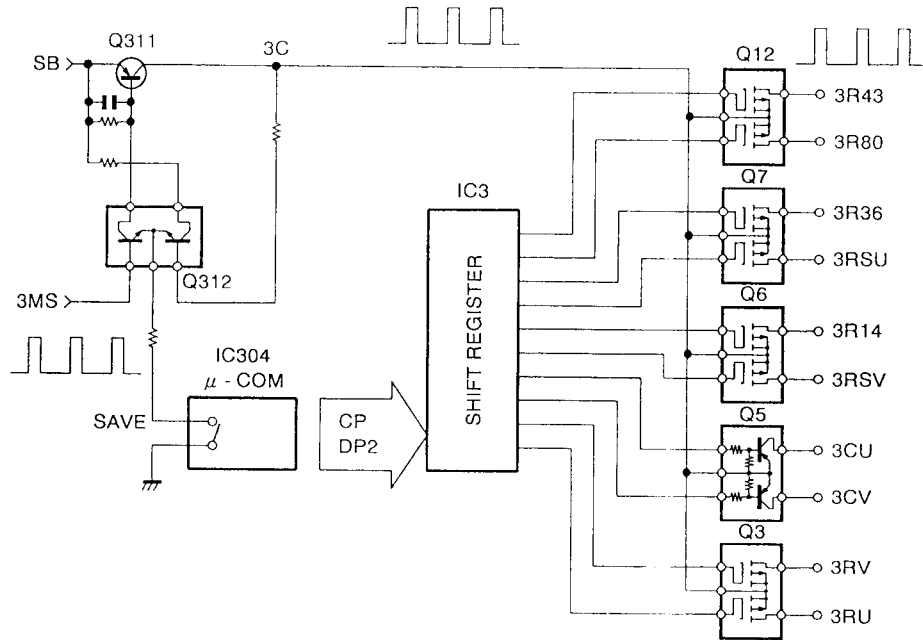 Q311
SB
3C
Q12
3R43
3R80
Q7
3R36
3RSU
IC3
SHIFT REGISTER
Q312
3MS
Q6
3R14
3RSV
IC304
μ-COM
SAVE
CP
DP2
Q5
3CU
3CV
Q3
3RV
3RU